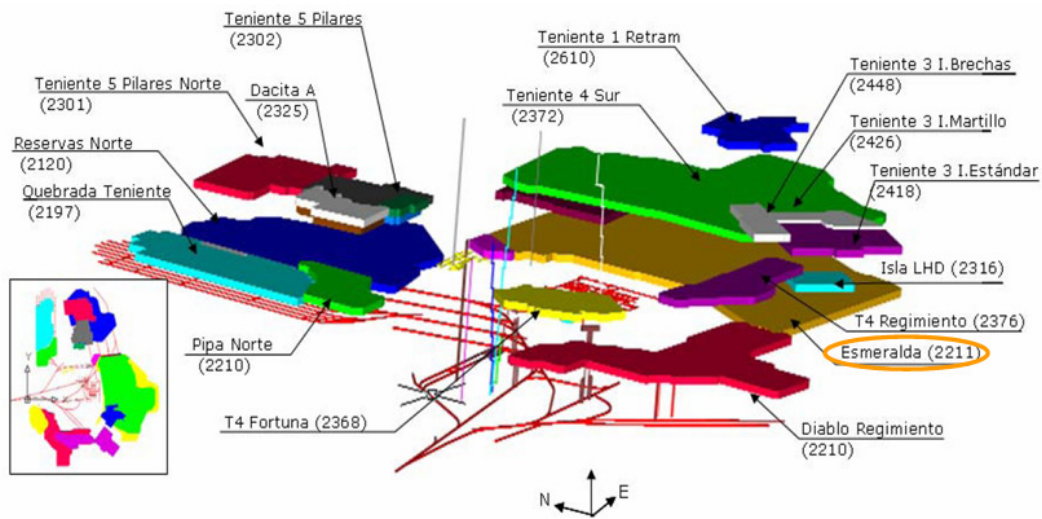 Teniente 5 Pilares
(2302)
Teniente 1 Retram
(2610)
Teniente 3 I.Brechas
(2448)
Teniente 5 Pilares Norte
(2301)
Dacita A
(2325)
Teniente 4 Sur
(2372)
Teniente 3 I.Martillo
(2426)
Reservas Norte
(2120)
Teniente 3 I.Estándar
(2418)
Quebrada Teniente
(2197)
Isla LHD (2316)
T4 Regimiento (2376)
Pipa Norte
(2210)
Esmeralda (2211)
T4 Fortuna (2368)
Diablo Regimiento
(2210)
N
E